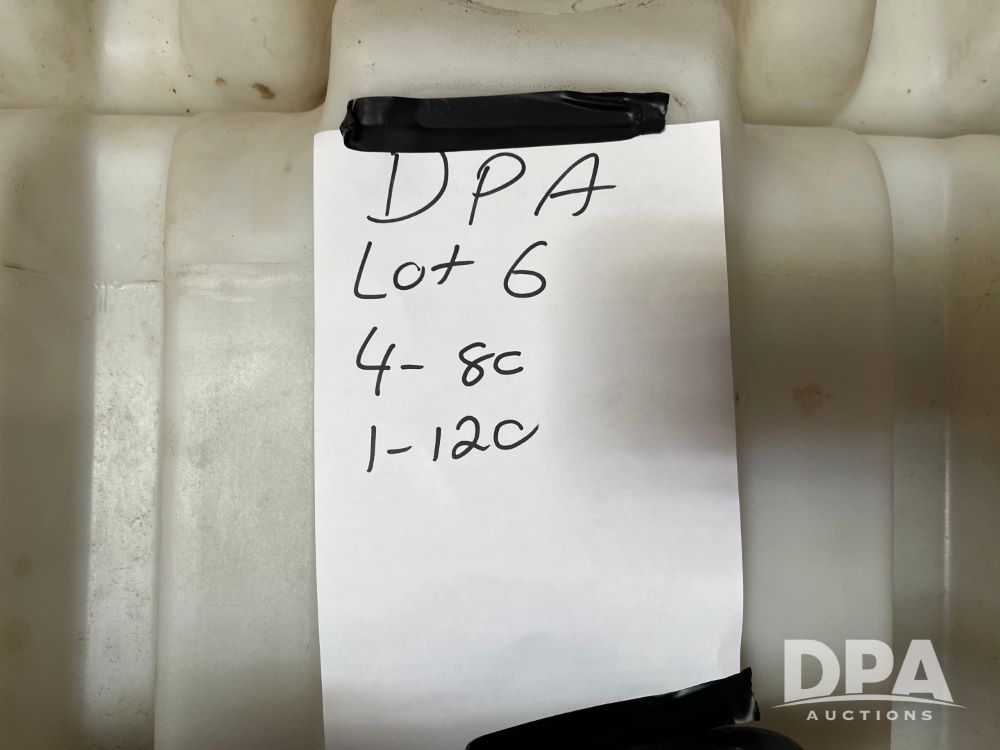 DPA
Lot 6
4- 8c
1-12c
DPA
AUCTIONS